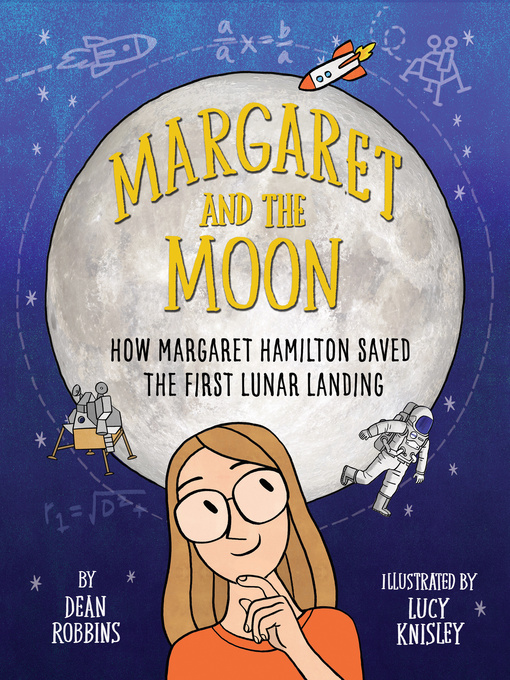 a/a x = b/a
MARGARET
AND THE
MOON
HOW MARGARET HAMILTON SAVED
THE FIRST LUNAR LANDING
BY
DEAN
ROBBINS
ILLUSTRATED BY
LUCY
KNISLEY